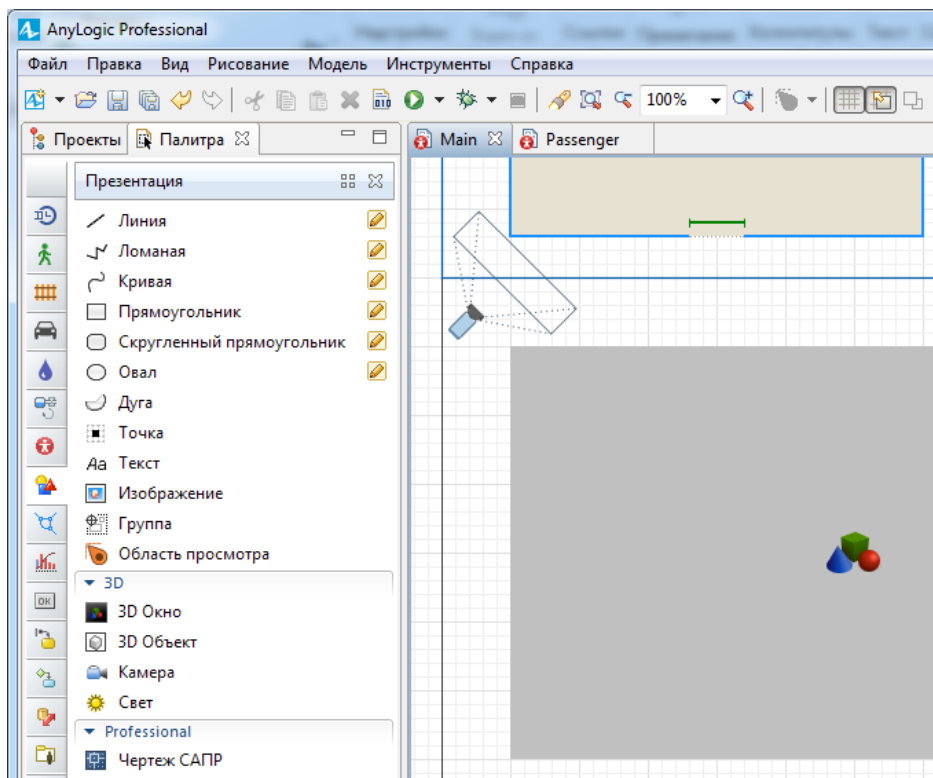 AnyLogic Professional
Файл Правка Вид Рисование Модель Инструменты Справка
010 100%
Проекты Палитра Main Passenger
Презентация
Линия
Ломаная
Кривая
Прямоугольник
Скругленный прямоугольник
Овал
Дуга
Точка
Aa Текст
Изображение
Группа
Область просмотра
3D
OK
3D Окно
3D Объект
Камера
Свет
Professional
Чертеж САПР